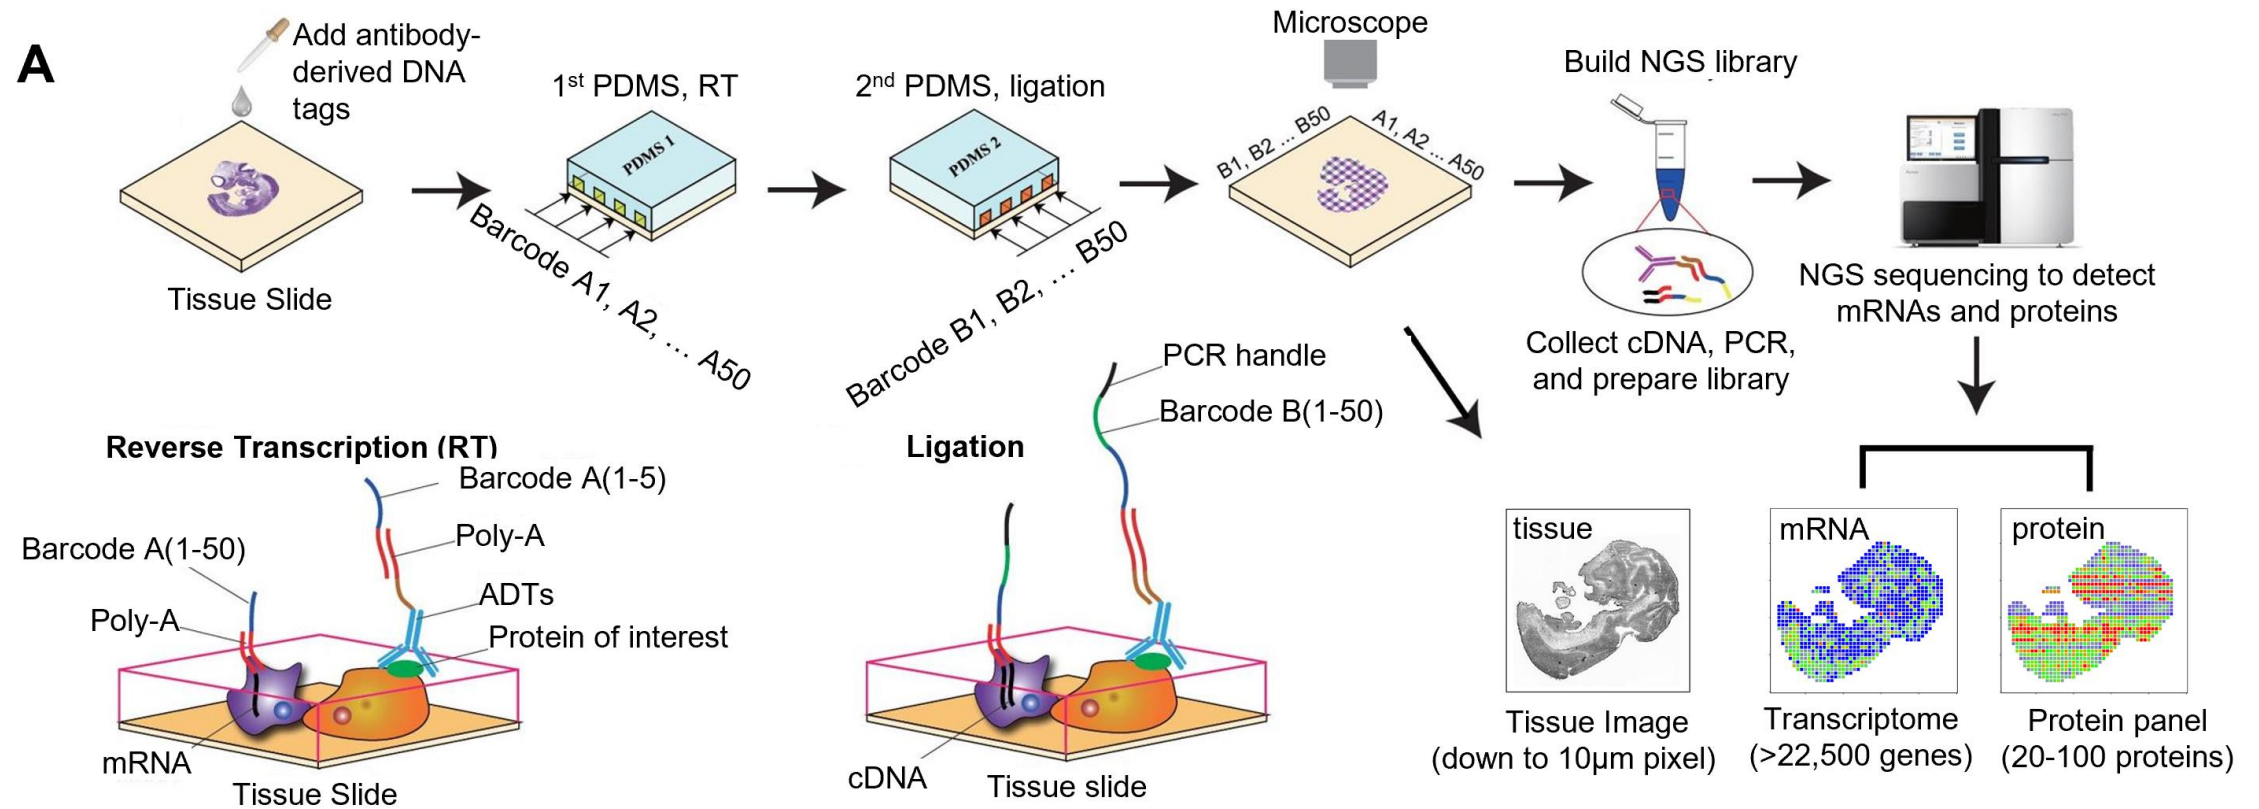 A
Add antibody-
derived DNA
tags
Tissue Slide
1st PDMS, RT
PDMS 1
Barcode A1, A2, ... A50
2nd PDMS, ligation
PDMS 2
Barcode B1, B2, ... B50
Microscope
B1, B2 ... B50
A1, A2 ... A50
Build NGS library
Collect cDNA, PCR,
and prepare library
NGS sequencing to detect
mRNAs and proteins
Reverse Transcription (RT)
Barcode A(1-5)
Barcode A(1-50)
Poly-A
Poly-A
ADTs
Protein of interest
mRNA
Tissue Slide
Ligation
PCR handle
Barcode B(1-50)
cDNA
Tissue slide
tissue
Tissue Image
(down to 10µm pixel)
mRNA
Transcriptome
(>22,500 genes)
protein
Protein panel
(20-100 proteins)